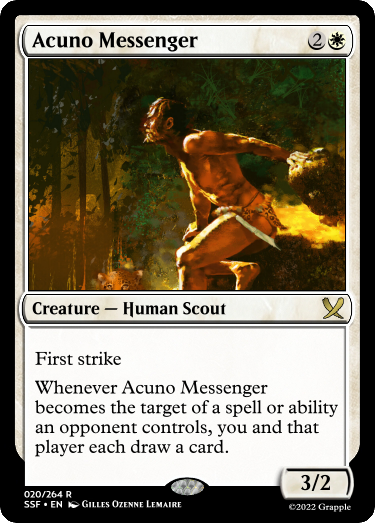 Acuno Messenger 2
Creature — Human Scout
First strike
Whenever Acuno Messenger
becomes the target of a spell or ability
an opponent controls, you and that
player each draw a card.
3/2
020/264 R
SSF • EN Gilles Ozenne Lemaire
©2022 Grapple